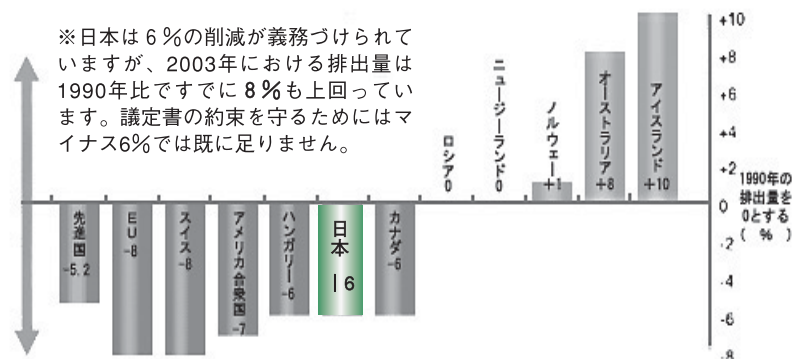 ※日本は６％の削減が義務づけられて
いますが、2003年における排出量は
1990年比ですでに８％も上回ってい
ます。議定書の約束を守るためにはマ
イナス6％では既に足りません。
先進国
-5.2
EU
-8
スイス
-8
アメリカ合衆国
-7
ハンガリー
-6
日本
－6
カナダ
-6
ロシア
0
ニュージーランド
0
ノルウェー
+1
オーストラリア
+8
アイスランド
+10
+10
+8
+6
+4
+2
0
-2
-4
-6
-8
1990年の
排出量を
0とする
(　%　)